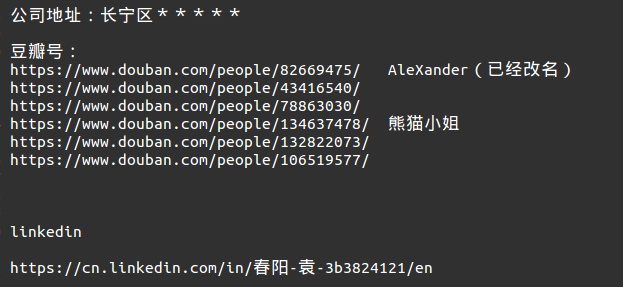 公司地址：长宁区＊＊＊＊＊
豆瓣号：
https://www.douban.com/people/82669475/   AleXander（已经改名）
https://www.douban.com/people/43416540/
https://www.douban.com/people/78863030/
https://www.douban.com/people/134637478/  熊猫小姐
https://www.douban.com/people/132822073/
https://www.douban.com/people/106519577/
linkedin
https://cn.linkedin.com/in/春阳-袁-3b3824121/en